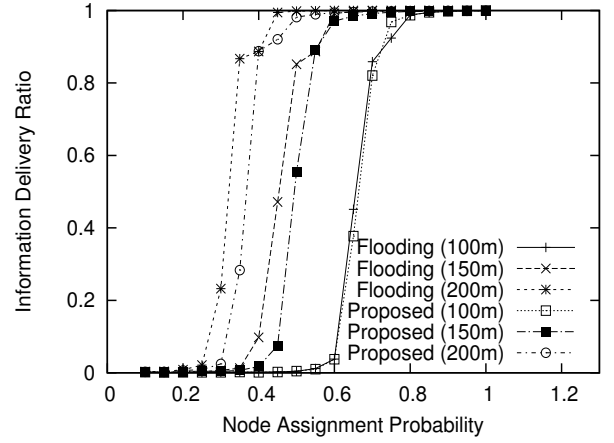 1
0.8
0.6
0.4
0.2
0
Information Delivery Ratio
Flooding (100m)
Flooding (150m)
Flooding (200m)
Proposed (100m)
Proposed (150m)
Proposed (200m)
0 0.2 0.4 0.6 0.8 1 1.2
Node Assignment Probability